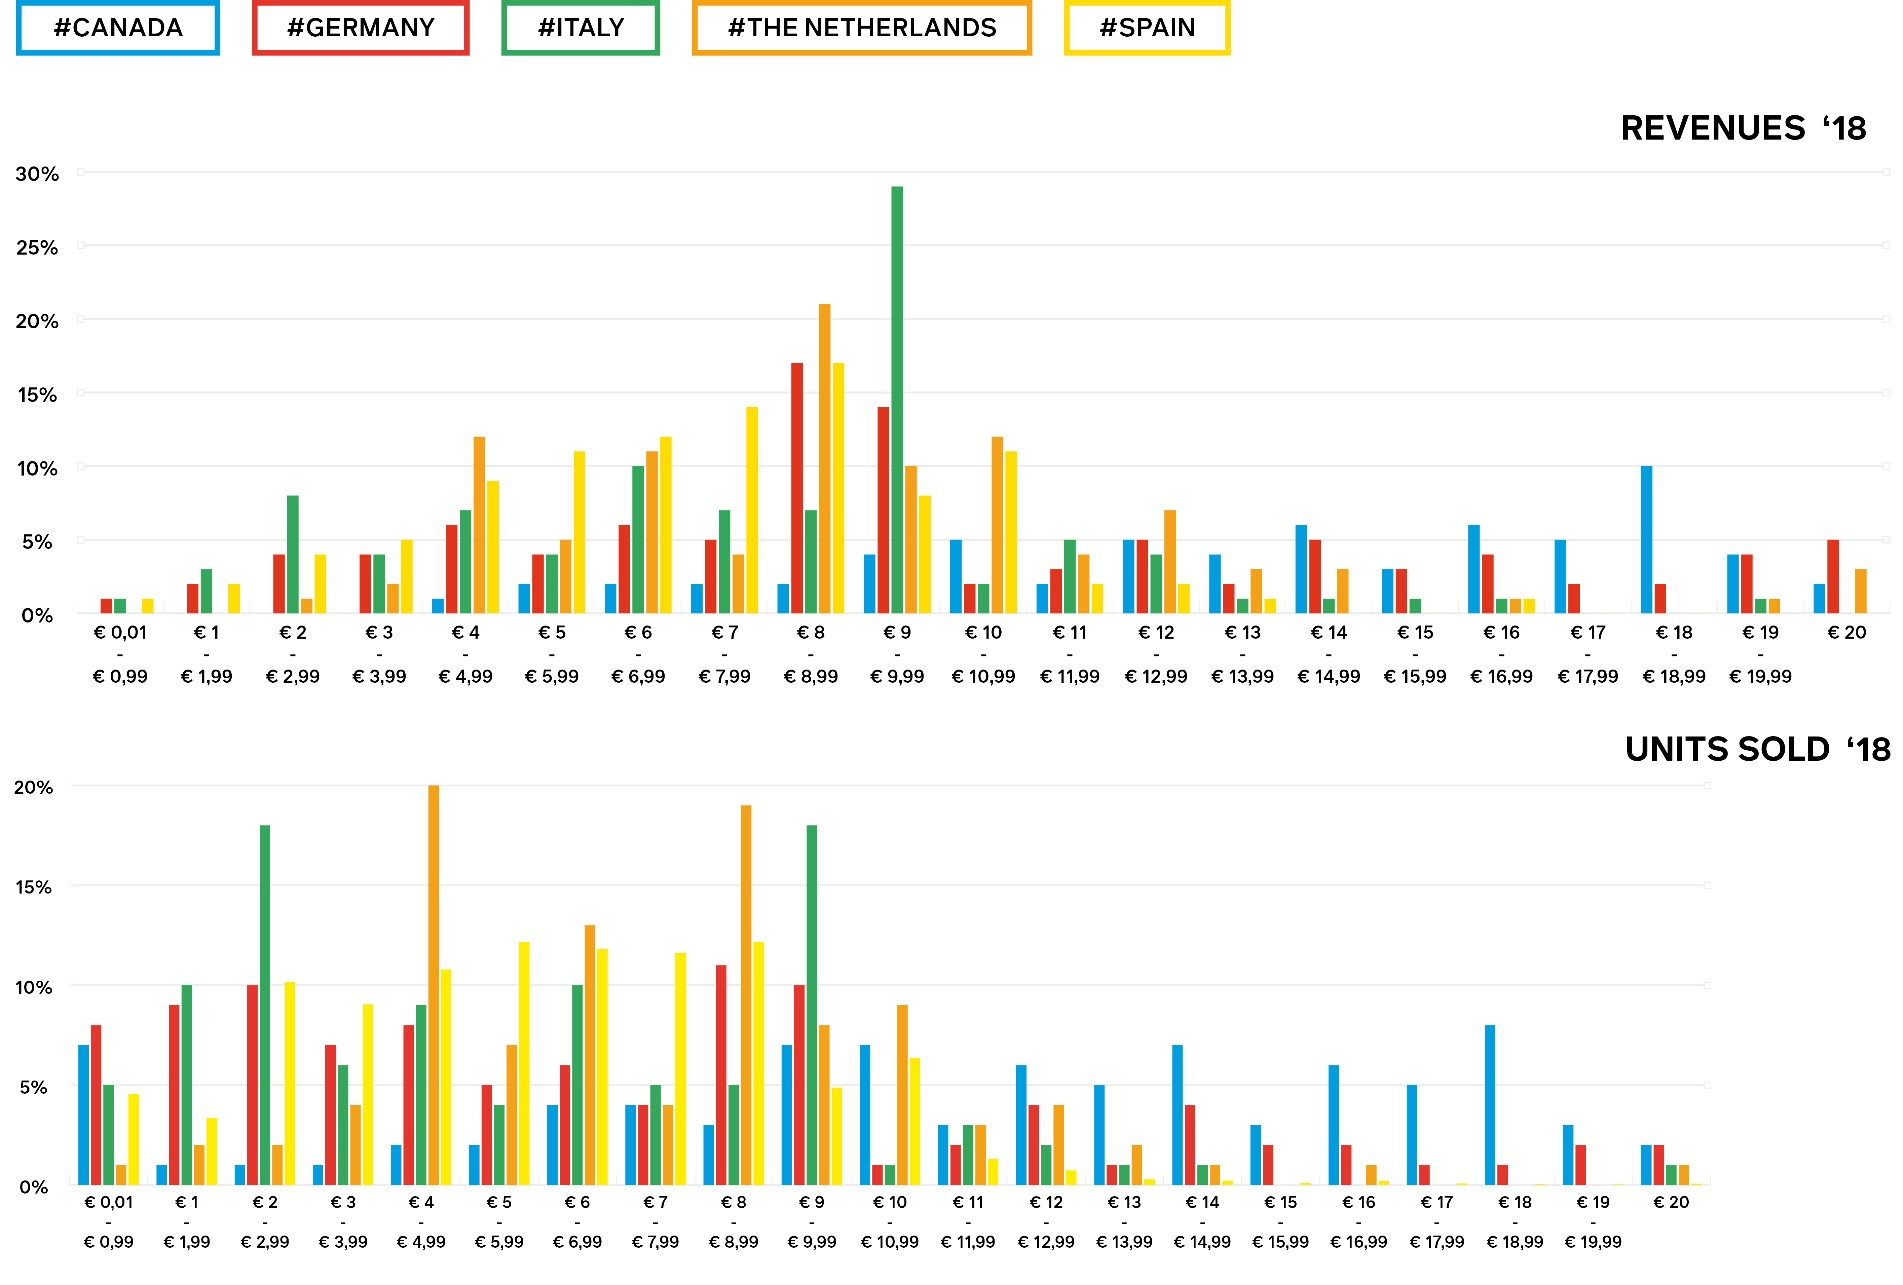 #CANADA #GERMANY #ITALY #THE NETHERLANDS #SPAIN
REVENUES ‘18
30%
25%
20%
15%
10%
5%
0%
€ 0,01 € 1 € 2 € 3 € 4 € 5 € 6 € 7 € 8 € 9 € 10 € 11 € 12 € 13 € 14 € 15 € 16 € 17 € 18 € 19 € 20
- - - - - - - - - - - - - - - - - - - -
€ 0,99 € 1,99 € 2,99 € 3,99 € 4,99 € 5,99 € 6,99 € 7,99 € 8,99 € 9,99 € 10,99 € 11,99 € 12,99 € 13,99 € 14,99 € 15,99 € 16,99 € 17,99 € 18,99 € 19,99
UNITS SOLD ‘18
20%
15%
10%
5%
0%
€ 0,01 € 1 € 2 € 3 € 4 € 5 € 6 € 7 € 8 € 9 € 10 € 11 € 12 € 13 € 14 € 15 € 16 € 17 € 18 € 19 € 20
- - - - - - - - - - - - - - - - - - - -
€ 0,99 € 1,99 € 2,99 € 3,99 € 4,99 € 5,99 € 6,99 € 7,99 € 8,99 € 9,99 € 10,99 € 11,99 € 12,99 € 13,99 € 14,99 € 15,99 € 16,99 € 17,99 € 18,99 € 19,99